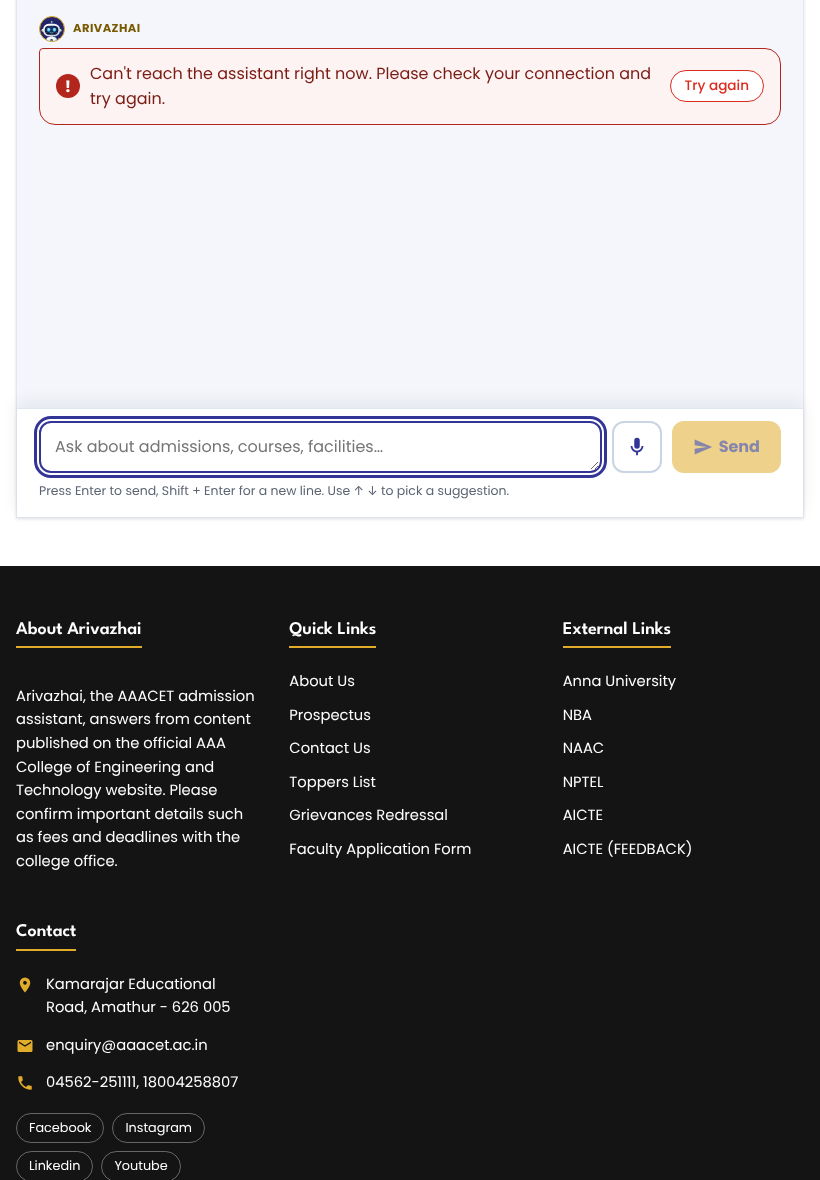 ARIVAZHAI
Can't reach the assistant right now. Please check your connection and
try again.
Try again
Ask about admissions, courses, facilities...
Send
Press Enter to send, Shift + Enter for a new line. Use ↑ ↓ to pick a suggestion.
About Arivazhai
Arivazhai, the AAACET admission
assistant, answers from content
published on the official AAA
College of Engineering and
Technology website. Please
confirm important details such
as fees and deadlines with the
college office.
Quick Links
About Us
Prospectus
Contact Us
Toppers List
Grievances Redressal
Faculty Application Form
External Links
Anna University
NBA
NAAC
NPTEL
AICTE
AICTE (FEEDBACK)
Contact
Kamarajar Educational
Road, Amathur - 626 005
enquiry@aaacet.ac.in
04562-251111, 18004258807
Facebook
Instagram
Linkedin
Youtube